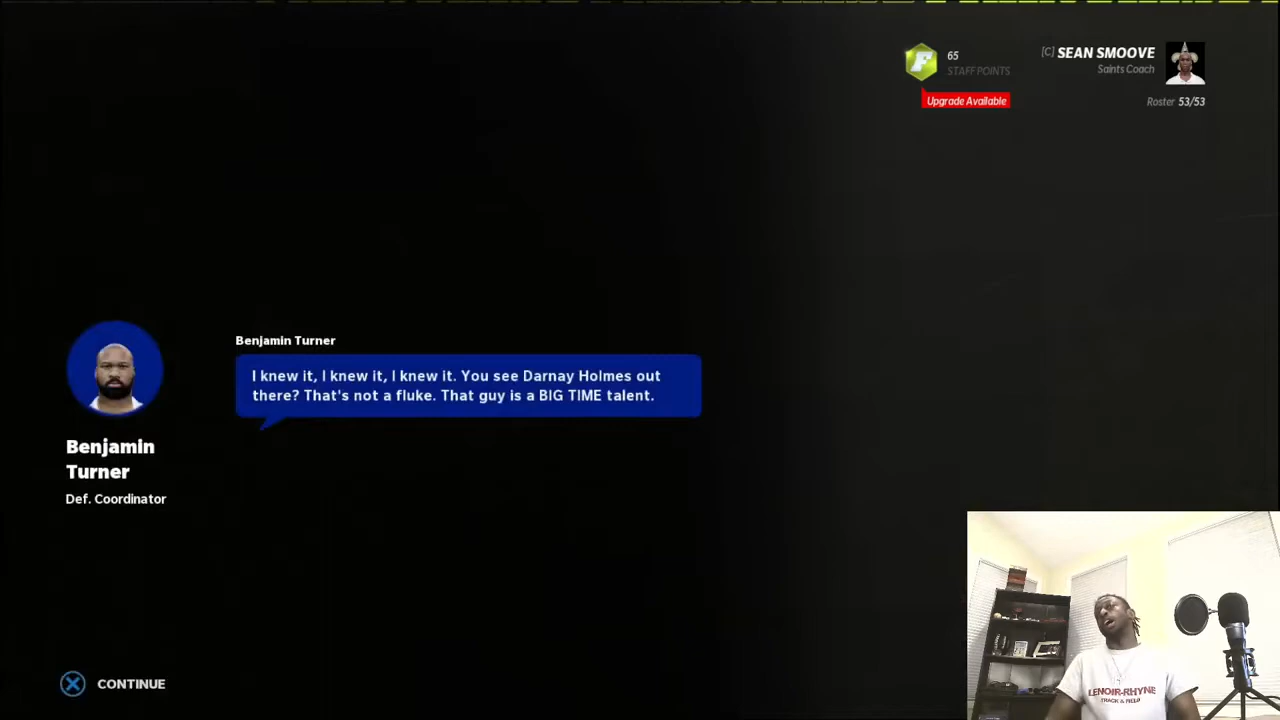 65
STAFF POINTS
Upgrade Available
[C] SEAN SMOOVE
Saints Coach
Roster 53/53
Benjamin Turner
I knew it, I knew it, I knew it. You see Darnay Holmes out
there? That's not a fluke. That guy is a BIG TIME talent.
Benjamin
Turner
Def. Coordinator
CONTINUE
LENOIR-RHYNE
TRACK & FIELD